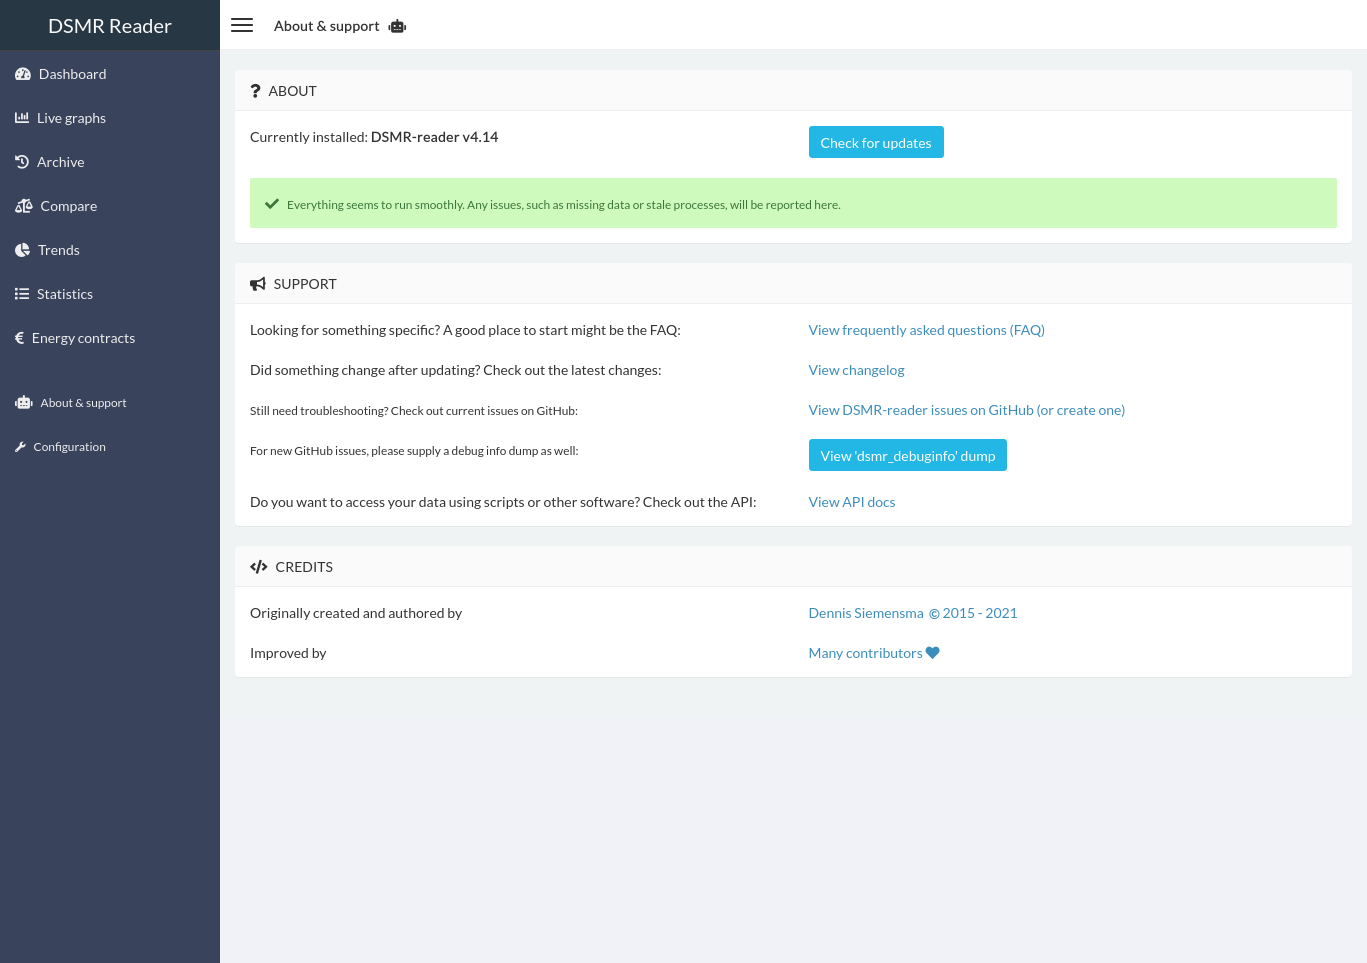 DSMR Reader
About & support
Dashboard
Live graphs
Archive
Compare
Trends
Statistics
Energy contracts
About & support
Configuration
ABOUT
Currently installed: DSMR-reader v4.14
Check for updates
Everything seems to run smoothly. Any issues, such as missing data or stale processes, will be reported here.
SUPPORT
Looking for something specific? A good place to start might be the FAQ:
View frequently asked questions (FAQ)
Did something change after updating? Check out the latest changes:
View changelog
Still need troubleshooting? Check out current issues on GitHub:
View DSMR-reader issues on GitHub (or create one)
For new GitHub issues, please supply a debug info dump as well:
View 'dsmr_debuginfo' dump
Do you want to access your data using scripts or other software? Check out the API:
View API docs
CREDITS
Originally created and authored by
Dennis Siemensma © 2015 - 2021
Improved by
Many contributors